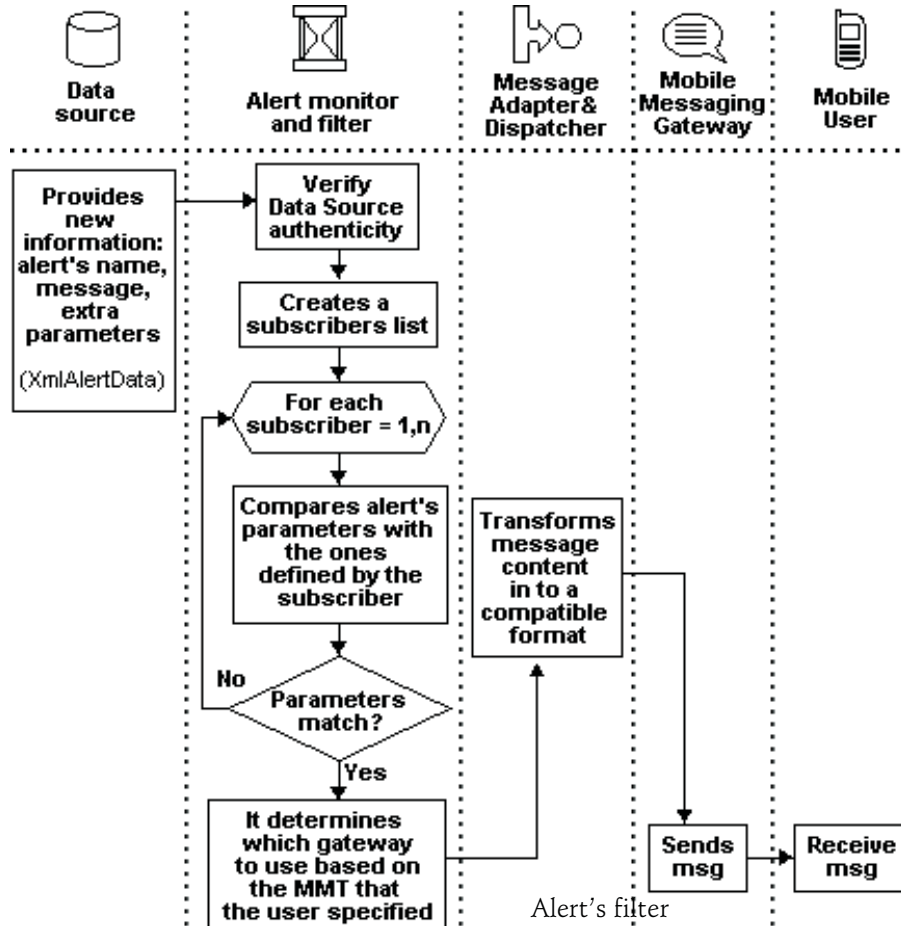 Data
source
Alert monitor
and filter
Message
Adapter&
Dispatcher
Mobile
Messaging
Gateway
Mobile
User
Provides
new
information:
alert's name,
message,
extra
parameters
(XmlAlertData)
Verify
Data Source
authenticity
Creates a
subscribers list
For each
subscriber = 1,n
Compares alert's
parameters with
the ones
defined by the
subscriber
Parameters
match?
No
Yes
It determines
which gateway
to use based on
the MMT that
the user specified
Transforms
message
content
in to a
compatible
format
Sends
msg
Receive
msg
Alert’s filter